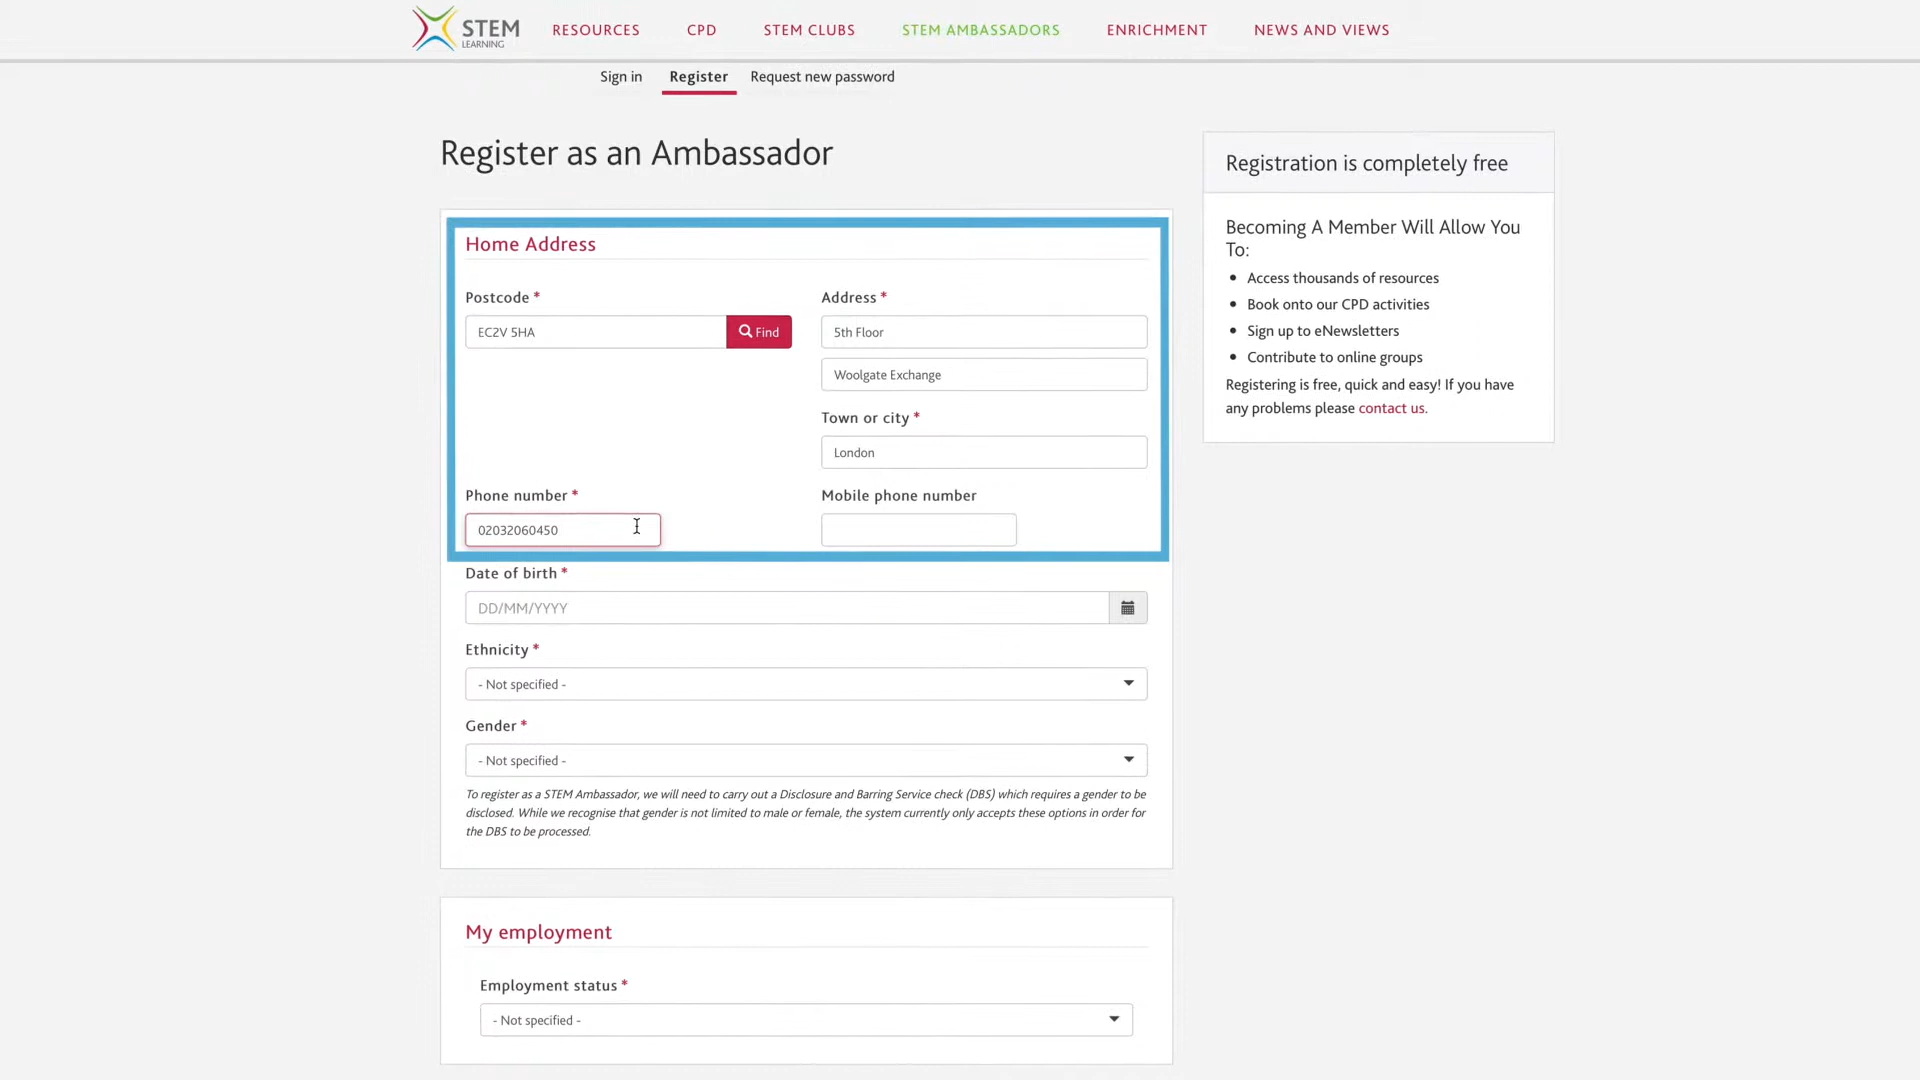 STEM
LEARNING
RESOURCES CPD STEM CLUBS STEM AMBASSADORS ENRICHMENT NEWS AND VIEWS
Sign in Register Request new password
Register as an Ambassador
Home Address
Postcode * Address *
EC2V 5HA Find 5th Floor
Woolgate Exchange
Town or city *
London
Phone number * Mobile phone number
02032060450
Date of birth *
DD/MM/YYYY
Ethnicity *
- Not specified -
Gender *
- Not specified -
To register as a STEM Ambassador, we will need to carry out a Disclosure and Barring Service check (DBS) which requires a gender to be
disclosed. While we recognise that gender is not limited to male or female, the system currently only accepts these options in order for
the DBS to be processed.
My employment
Employment status *
- Not specified -
Registration is completely free
Becoming A Member Will Allow You
To:
• Access thousands of resources
• Book onto our CPD activities
• Sign up to eNewsletters
• Contribute to online groups
Registering is free, quick and easy! If you have
any problems please contact us.